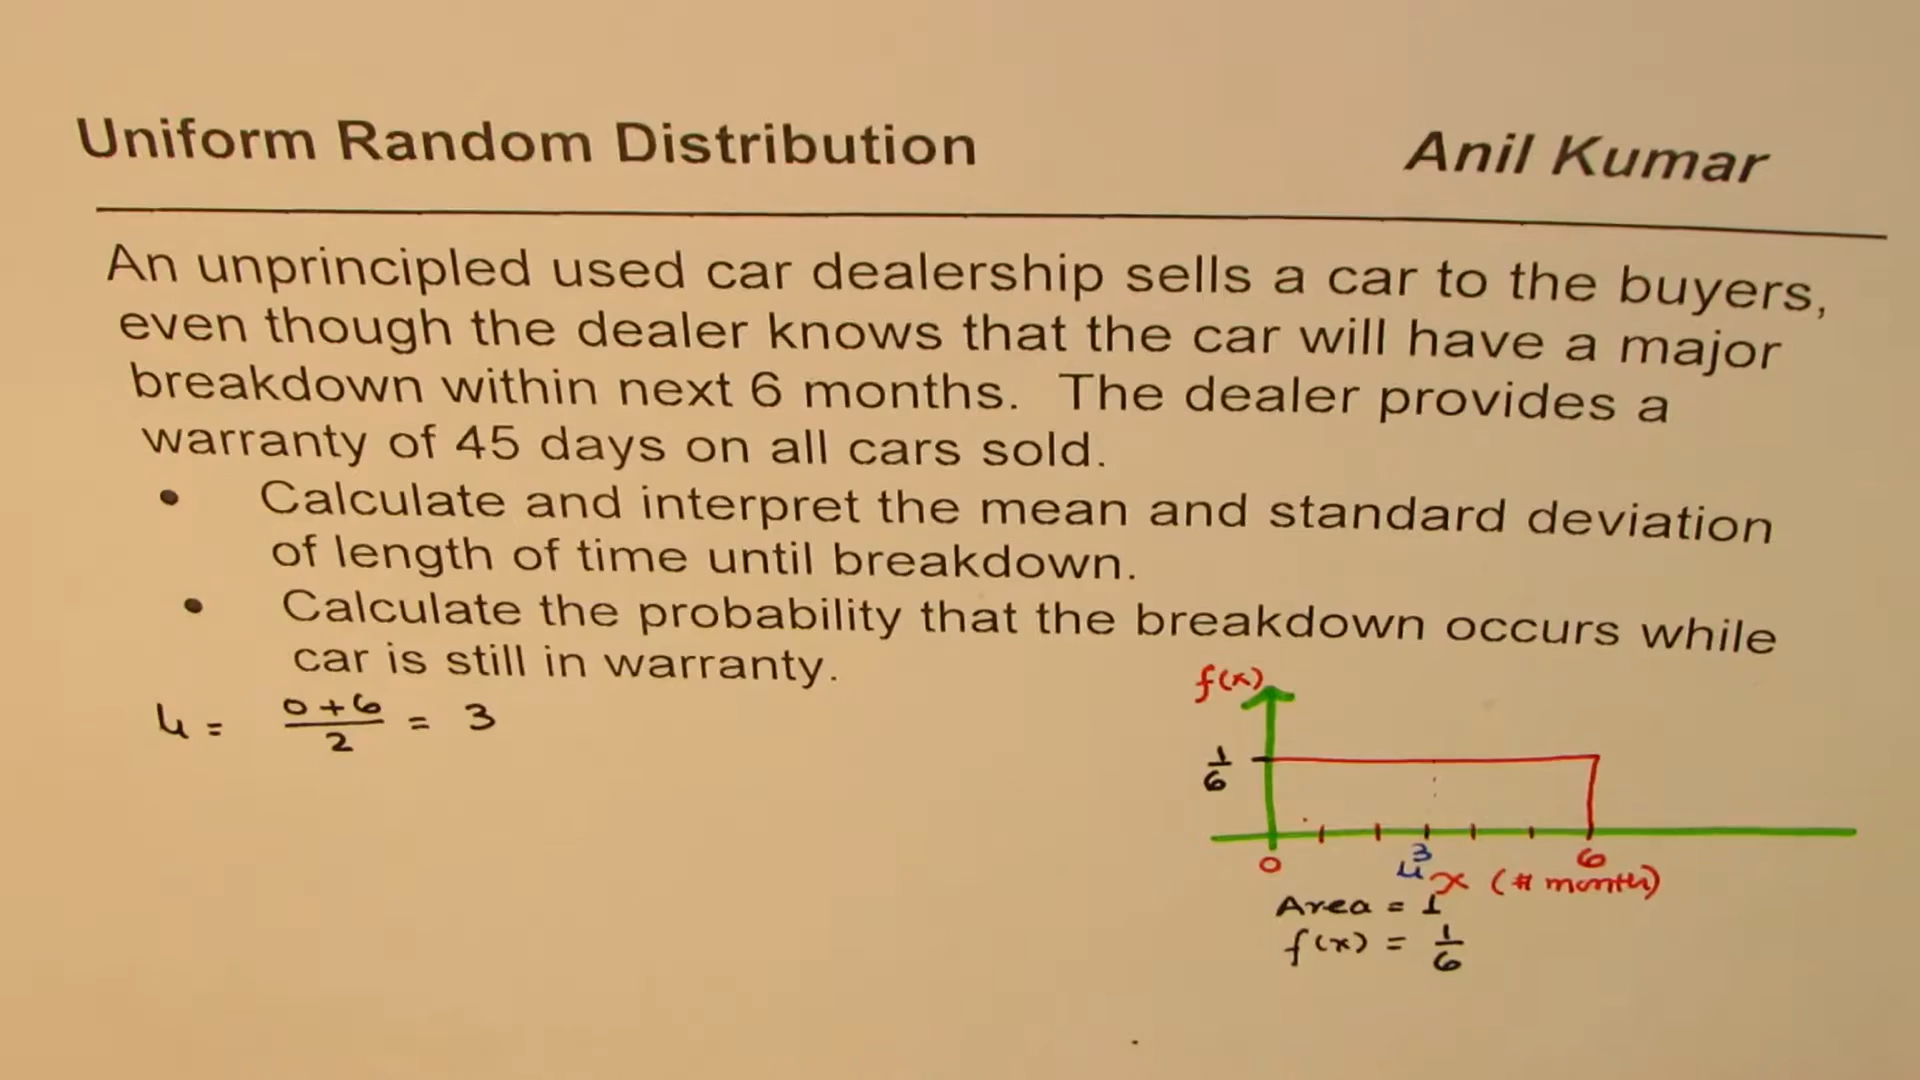 Uniform Random Distribution Anil Kumar
An unprincipled used car dealership sells a car to the buyers,
even though the dealer knows that the car will have a major
breakdown within next 6 months. The dealer provides a
warranty of 45 days on all cars sold.
• Calculate and interpret the mean and standard deviation
of length of time until breakdown.
• Calculate the probability that the breakdown occurs while
car is still in warranty.
μ = (0+6)/2 = 3
f(x)
1/6
0 3 6
μ x (# month)
Area = 1
f(x) = 1/6